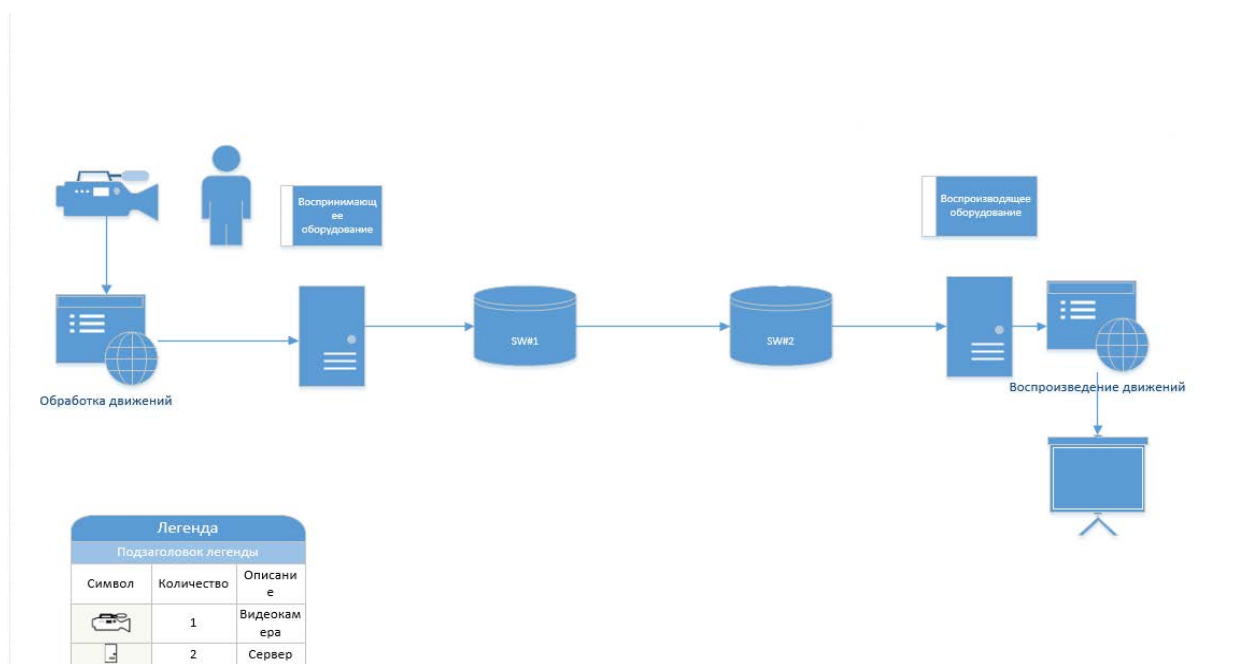 Воспринимающ
ее
оборудование
Воспроизводящее
оборудование
SW#1
SW#2
Обработка движений
Воспроизведение движений
Легенда
Подзаголовок легенды
Символ Количество Описани
е
1 Видеокам
ера
2 Сервер